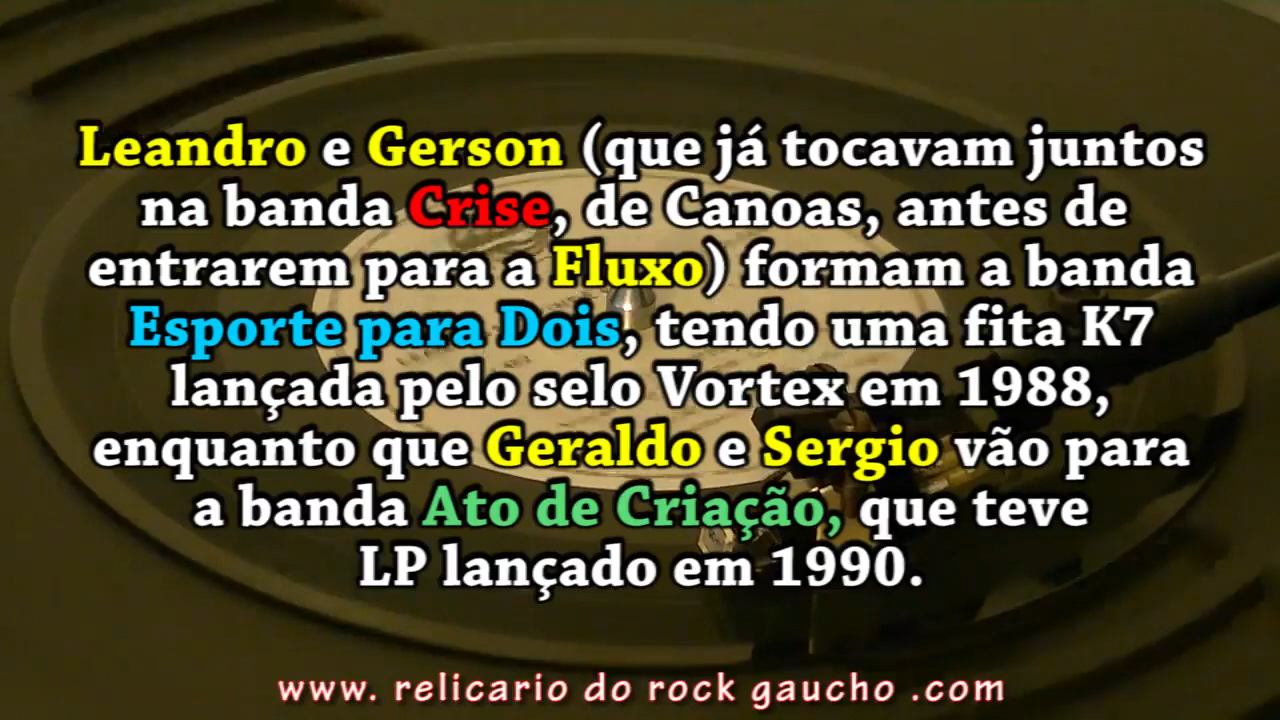 Leandro e Gerson (que já tocavam juntos
na banda Crise, de Canoas, antes de
entrarem para a Fluxo) formam a banda
Esporte para Dois, tendo uma fita K7
lançada pelo selo Vortex em 1988,
enquanto que Geraldo e Sergio vão para
a banda Ato de Criação, que teve
LP lançado em 1990.
www. relicario do rock gaucho .com